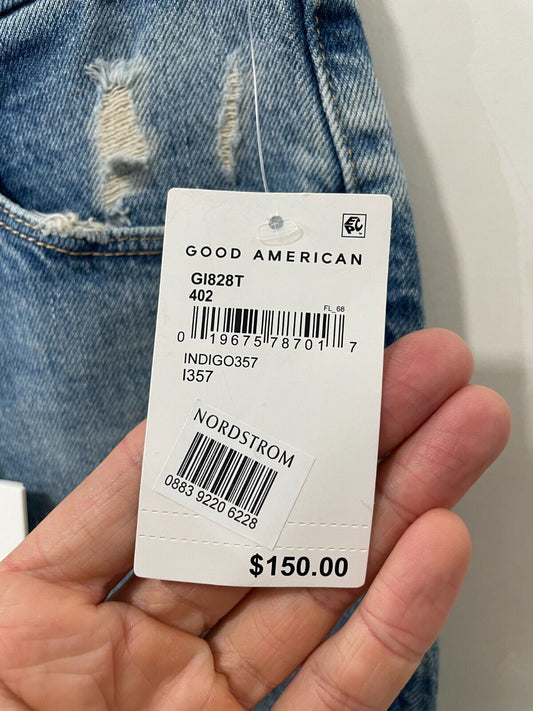 GOOD AMERICAN
GI828T
402
FL_68
0 19675 78701 7
INDIGO357
I357
NORDSTROM
0883 9220 6228
$150.00